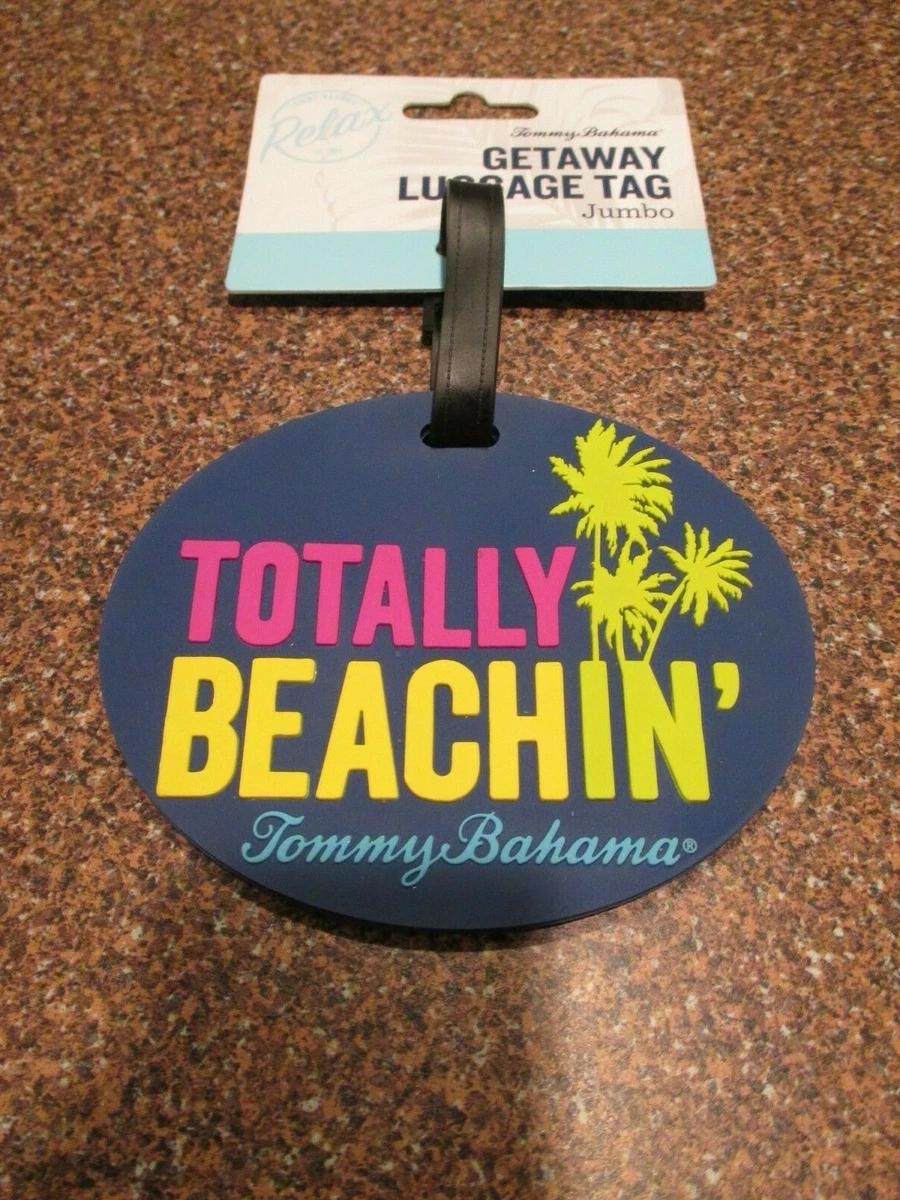 Relax
Tommy Bahama
GETAWAY
LUGGAGE TAG
Jumbo
TOTALLY
BEACHIN'
Tommy Bahama®